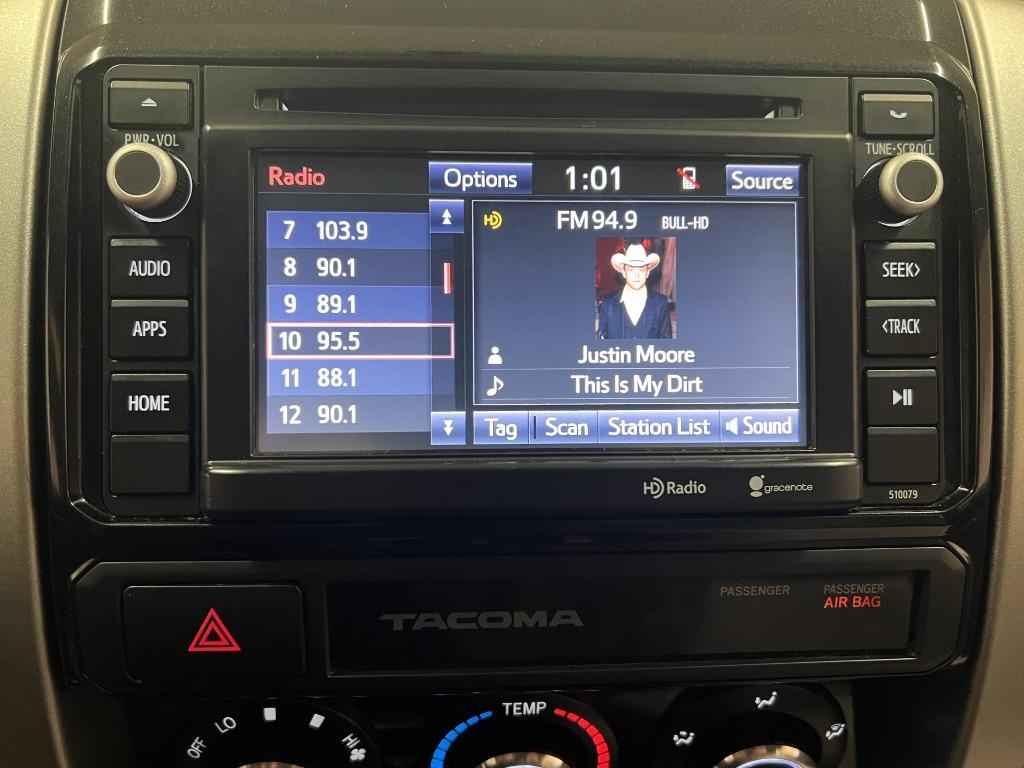 PWR•VOL
TUNE•SCROLL
AUDIO
APPS
HOME
Radio
Options
1:01
Source
7 103.9
8 90.1
9 89.1
10 95.5
11 88.1
12 90.1
HD
FM 94.9 BULL-HD
Justin Moore
This Is My Dirt
Tag
Scan
Station List
Sound
SEEK>
<TRACK
HD Radio
gracenote
510079
TACOMA
PASSENGER
PASSENGER
AIR BAG
OFF
LO
HI
TEMP